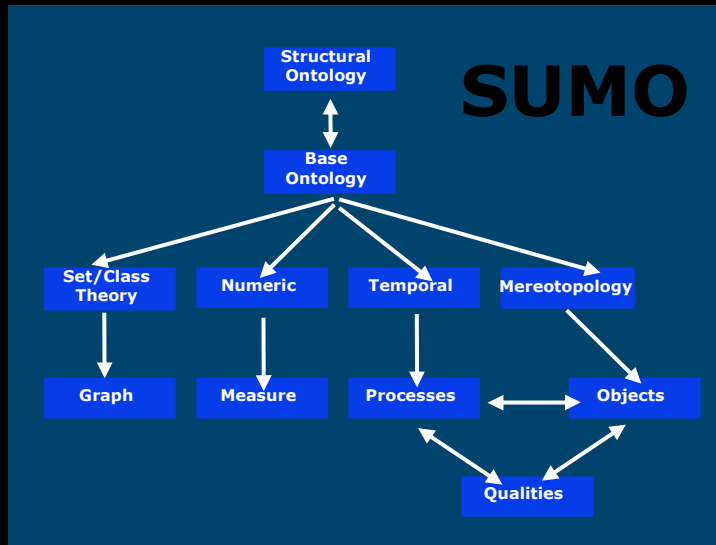 Structural
Ontology
SUMO
Base
Ontology
Set/Class
Theory
Numeric
Temporal
Mereotopology
Graph
Measure
Processes
Objects
Qualities